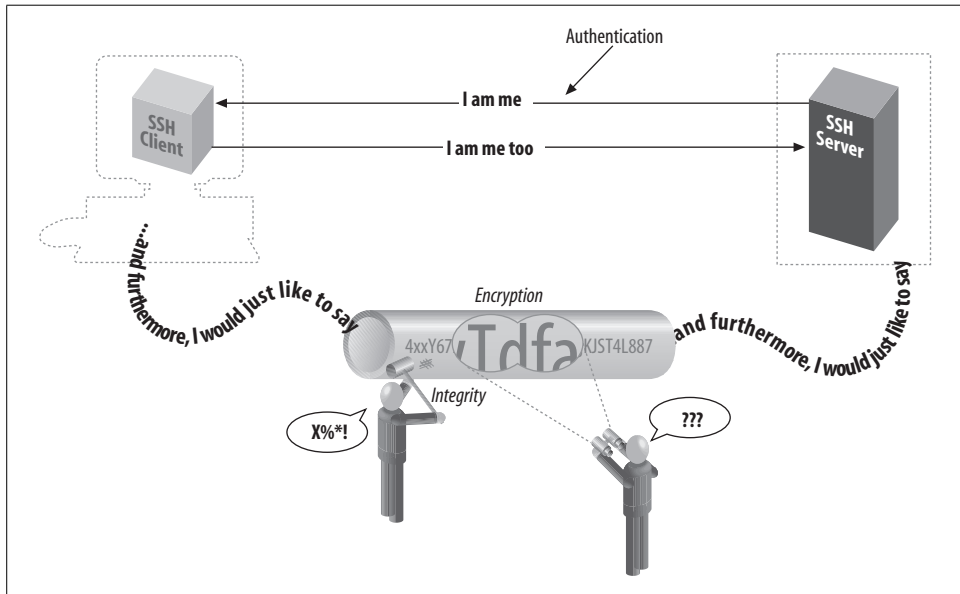 Authentication
I am me
SSH
Client
SSH
Server
I am me too
...and furthermore, I would just like to say
Encryption
and furthermore, I would just like to say
4xxY67
yTdfa
KJST4L887
Integrity
X%*!
???